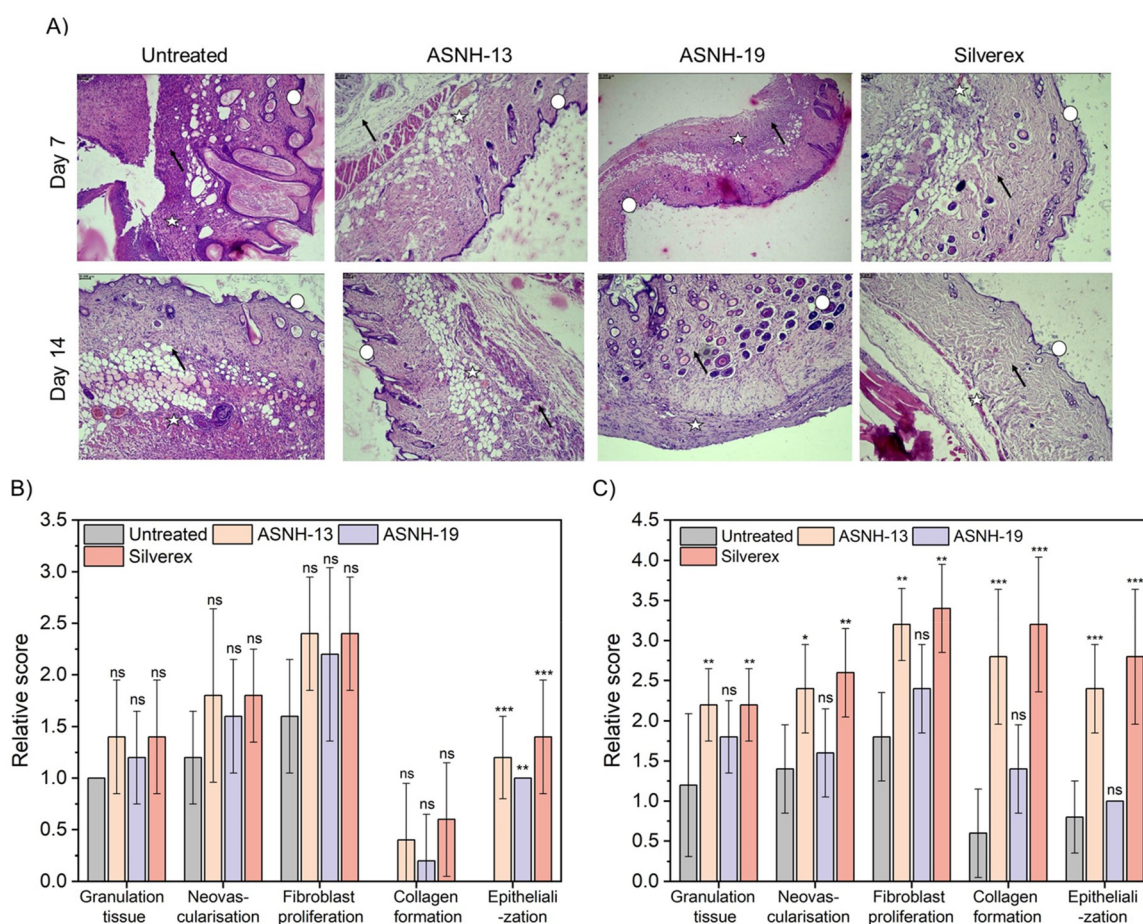 A)
Untreated
ASNH-13
ASNH-19
Silverex
Day 7
Day 14
B)
3.5
3.0
2.5
2.0
1.5
1.0
0.5
0.0
Relative score
Untreated
ASNH-13
ASNH-19
Silverex
ns
ns
ns
ns
ns
ns
ns
ns
ns
ns
ns
ns
***
**
***
Granulation
tissue
Neovas-
cularisation
Fibroblast
proliferation
Collagen
formation
Epitheliali
-zation
C)
4.5
4.0
3.5
3.0
2.5
2.0
1.5
1.0
0.5
0.0
Relative score
Untreated
ASNH-13
ASNH-19
Silverex
**
ns
**
*
ns
**
**
ns
**
***
ns
***
***
ns
***
Granulation
tissue
Neovas-
cularisation
Fibroblast
proliferation
Collagen
formation
Epitheliali
-zation